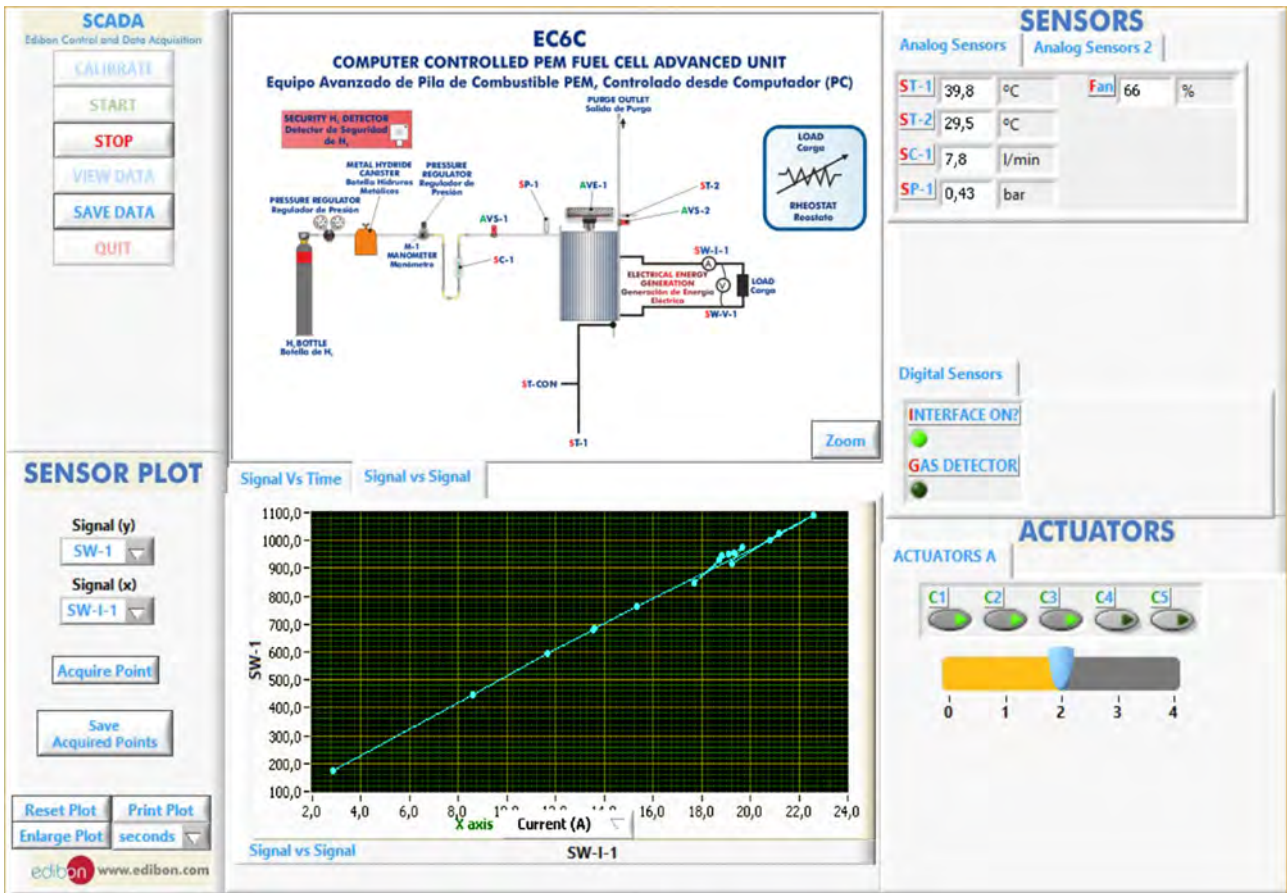 SCADA
Edibon Control and Data Acquisition
CALIBRATE
START
STOP
VIEW DATA
SAVE DATA
QUIT
EC6C
COMPUTER CONTROLLED PEM FUEL CELL ADVANCED UNIT
Equipo Avanzado de Pila de Combustible PEM, Controlado desde Computador (PC)
PURGE OUTLET
Salida de Purga
SECURITY H₂ DETECTOR
Detector de Seguridad
de H₂
METAL HYDRIDE
CANISTER
Botella Hidruros
Metálicos
PRESSURE
REGULATOR
Regulador de
Presión
PRESSURE REGULATOR
Regulador de Presión
M-1
MANOMETER
Manómetro
AVS-1
SC-1
SP-1
AVE-1
ST-2
AVS-2
LOAD
Carga
RHEOSTAT
Reostato
SW-I-1
A
V
ELECTRICAL ENERGY
GENERATION
Generación de Energía
Eléctrica
LOAD
Carga
SW-V-1
H₂ BOTTLE
Botella de H₂
ST-CON
ST-1
Zoom
SENSORS
Analog Sensors
Analog Sensors 2
ST-1 39,8 ºC
Fan 66 %
ST-2 29,5 ºC
SC-1 7,8 l/min
SP-1 0,43 bar
Digital Sensors
INTERFACE ON?
GAS DETECTOR
SENSOR PLOT
Signal (y)
SW-1
Signal (x)
SW-I-1
Acquire Point
Save
Acquired Points
Reset Plot Print Plot
Enlarge Plot seconds
edibon www.edibon.com
Signal Vs Time
Signal vs Signal
1100,0
1000,0
900,0
800,0
700,0
600,0
500,0
400,0
300,0
200,0
100,0
SW-1
2,0 4,0 6,0 8,0 16,0 18,0 20,0 22,0 24,0
X axis Current (A)
Signal vs Signal
SW-I-1
ACTUATORS
ACTUATORS A
C1 C2 C3 C4 C5
0 1 2 3 4